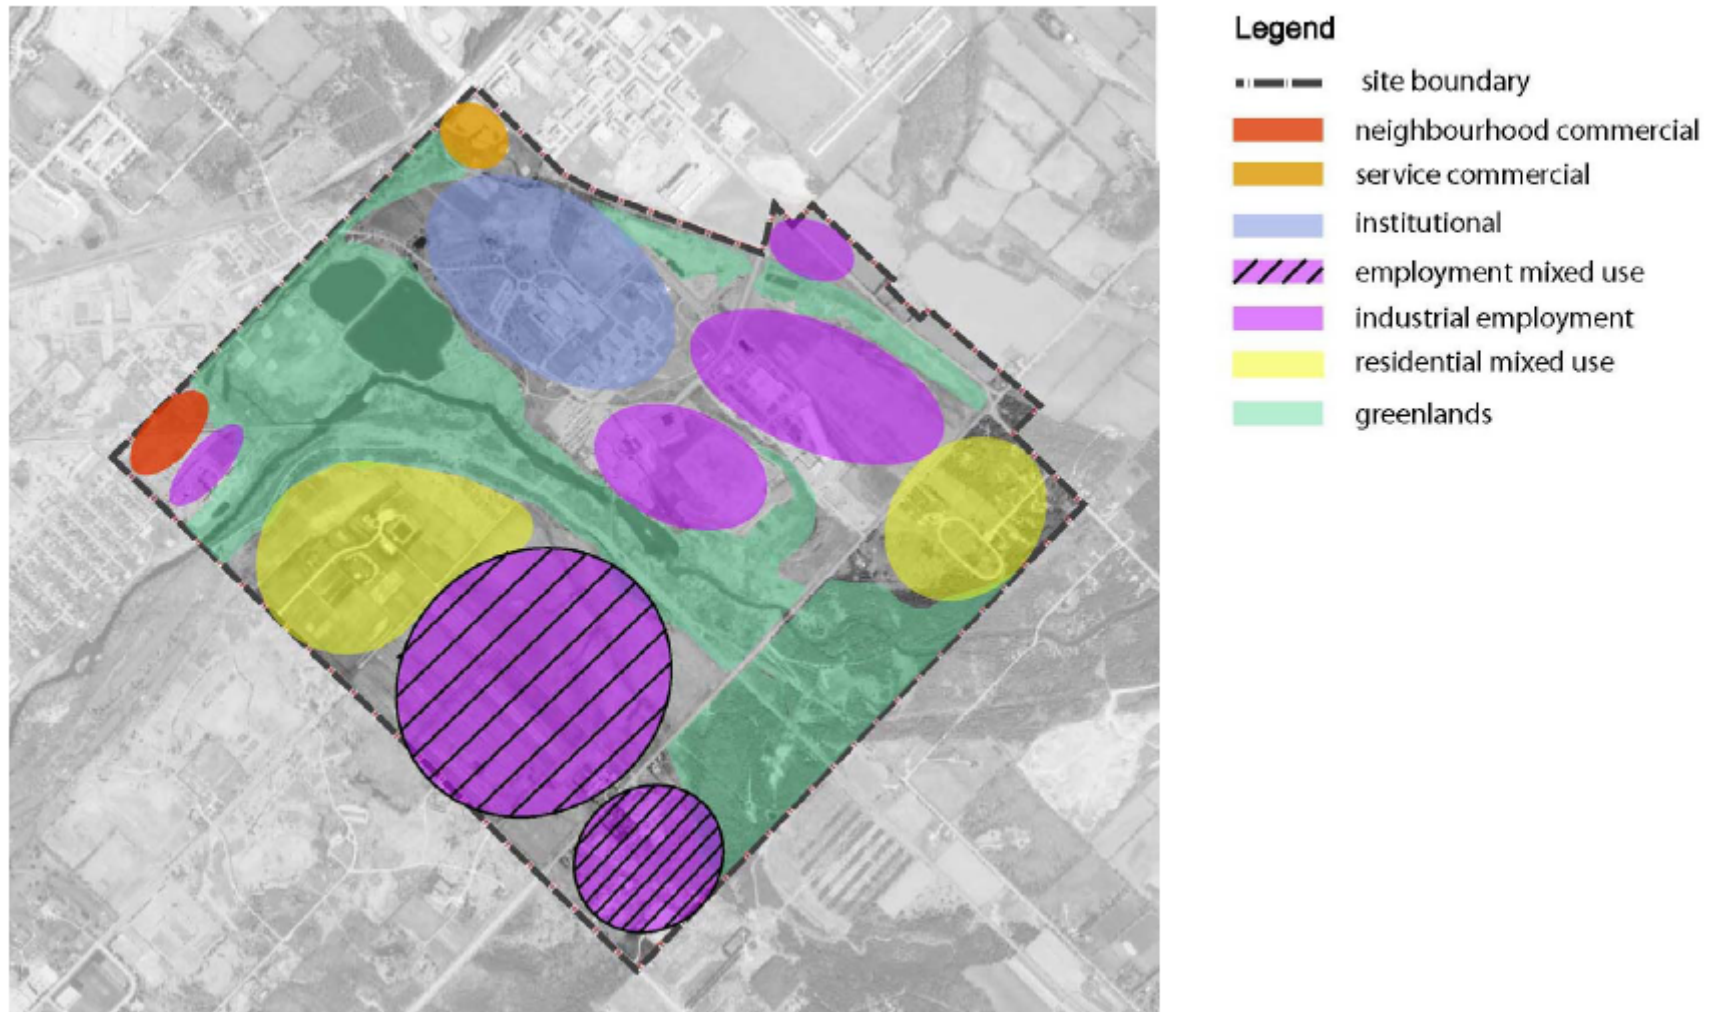 Legend
site boundary
neighbourhood commercial
service commercial
institutional
employment mixed use
industrial employment
residential mixed use
greenlands